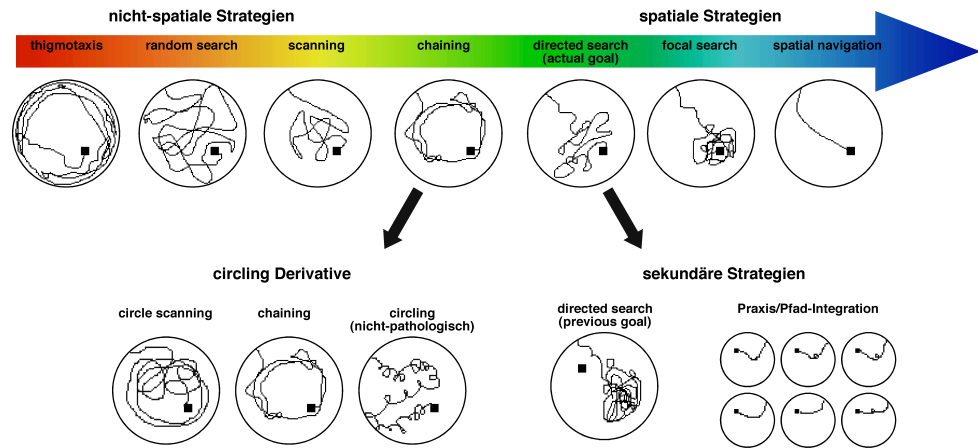 nicht-spatiale Strategien
spatiale Strategien
thigmotaxis
random search
scanning
chaining
directed search
(actual goal)
focal search
spatial navigation
circling Derivative
sekundäre Strategien
circle scanning
chaining
circling
(nicht-pathologisch)
directed search
(previous goal)
Praxis/Pfad-Integration